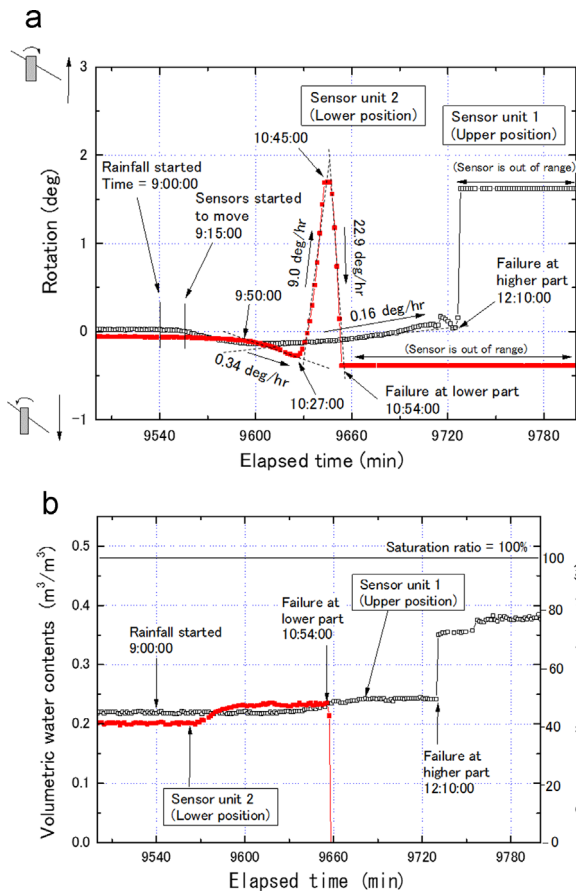 a
3
Sensor unit 2
(Lower position)
Sensor unit 1
(Upper position)
10:45:00
2
(Sensor is out of range)
Rainfall started
Time = 9:00:00
Sensors started
to move
9:15:00
Rotation (deg)
1
9.0 deg/hr
22.9 deg/hr
Failure at
higher part
12:10:00
9:50:00
0.16 deg/hr
0
(Sensor is out of range)
0.34 deg/hr
10:27:00
Failure at lower part
10:54:00
-1
9540
9600
9660
9720
9780
Elapsed time (min)
b
0.5
Saturation ratio = 100%
100
Sensor unit 1
(Upper position)
Failure at
lower part
10:54:00
0.4
80
Rainfall started
9:00:00
0.3
60
Volumetric water contents (m³/m³)
0.2
40
Sensor unit 2
(Lower position)
Failure at
higher part
12:10:00
0.1
20
0.0
0
9540
9600
9660
9720
9780
Elapsed time (min)